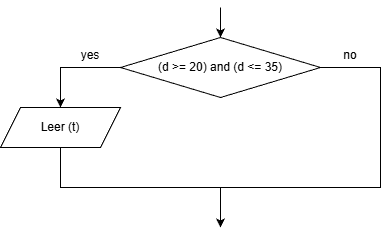 yes
no
(d >= 20) and (d <= 35)
Leer (t)